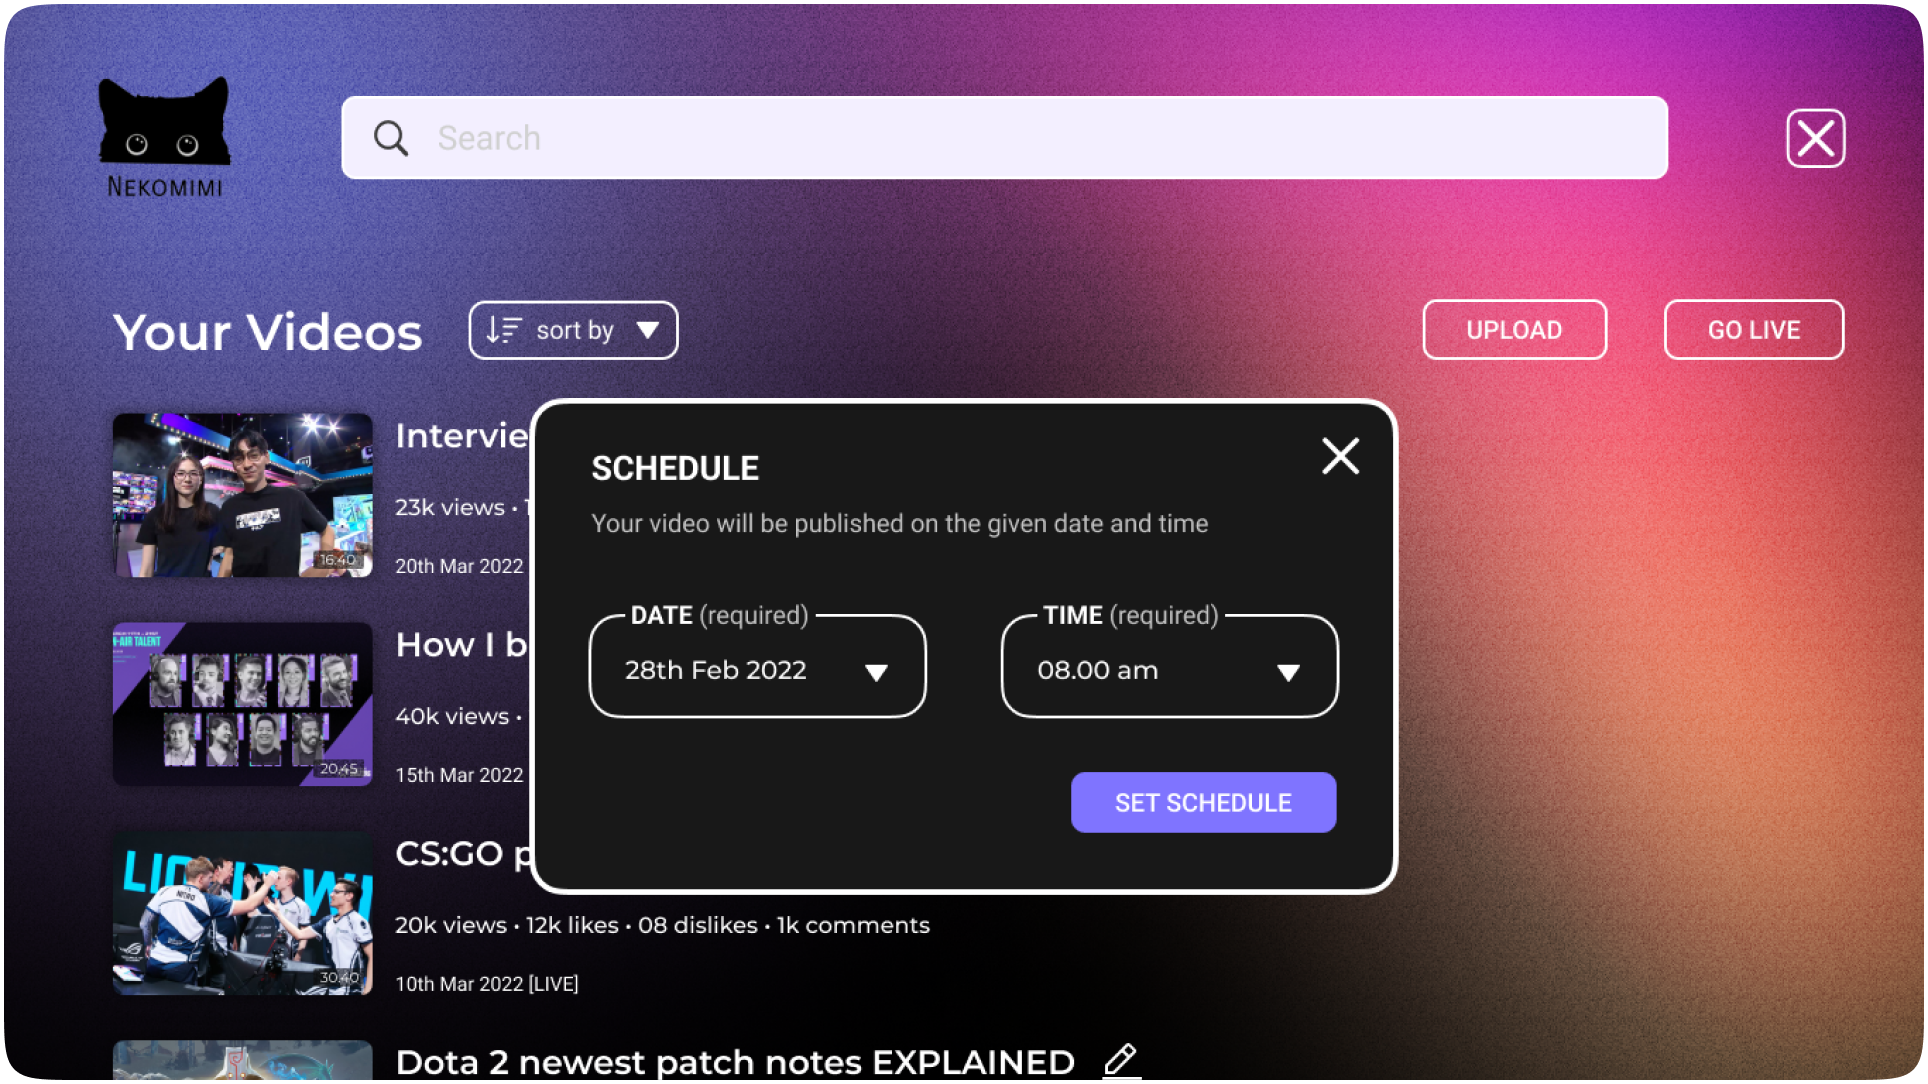 NEKOMIMI
Search
Your Videos
sort by
UPLOAD
GO LIVE
16:40
Intervie
23k views •
20th Mar 2022
SCHEDULE
Your video will be published on the given date and time
DATE (required)
28th Feb 2022
TIME (required)
08.00 am
SET SCHEDULE
N-AIR TALENT
20.45
How I b
40k views •
15th Mar 2022
30:40
CS:GO p
20k views • 12k likes • 08 dislikes • 1k comments
10th Mar 2022 [LIVE]
Dota 2 newest patch notes EXPLAINED